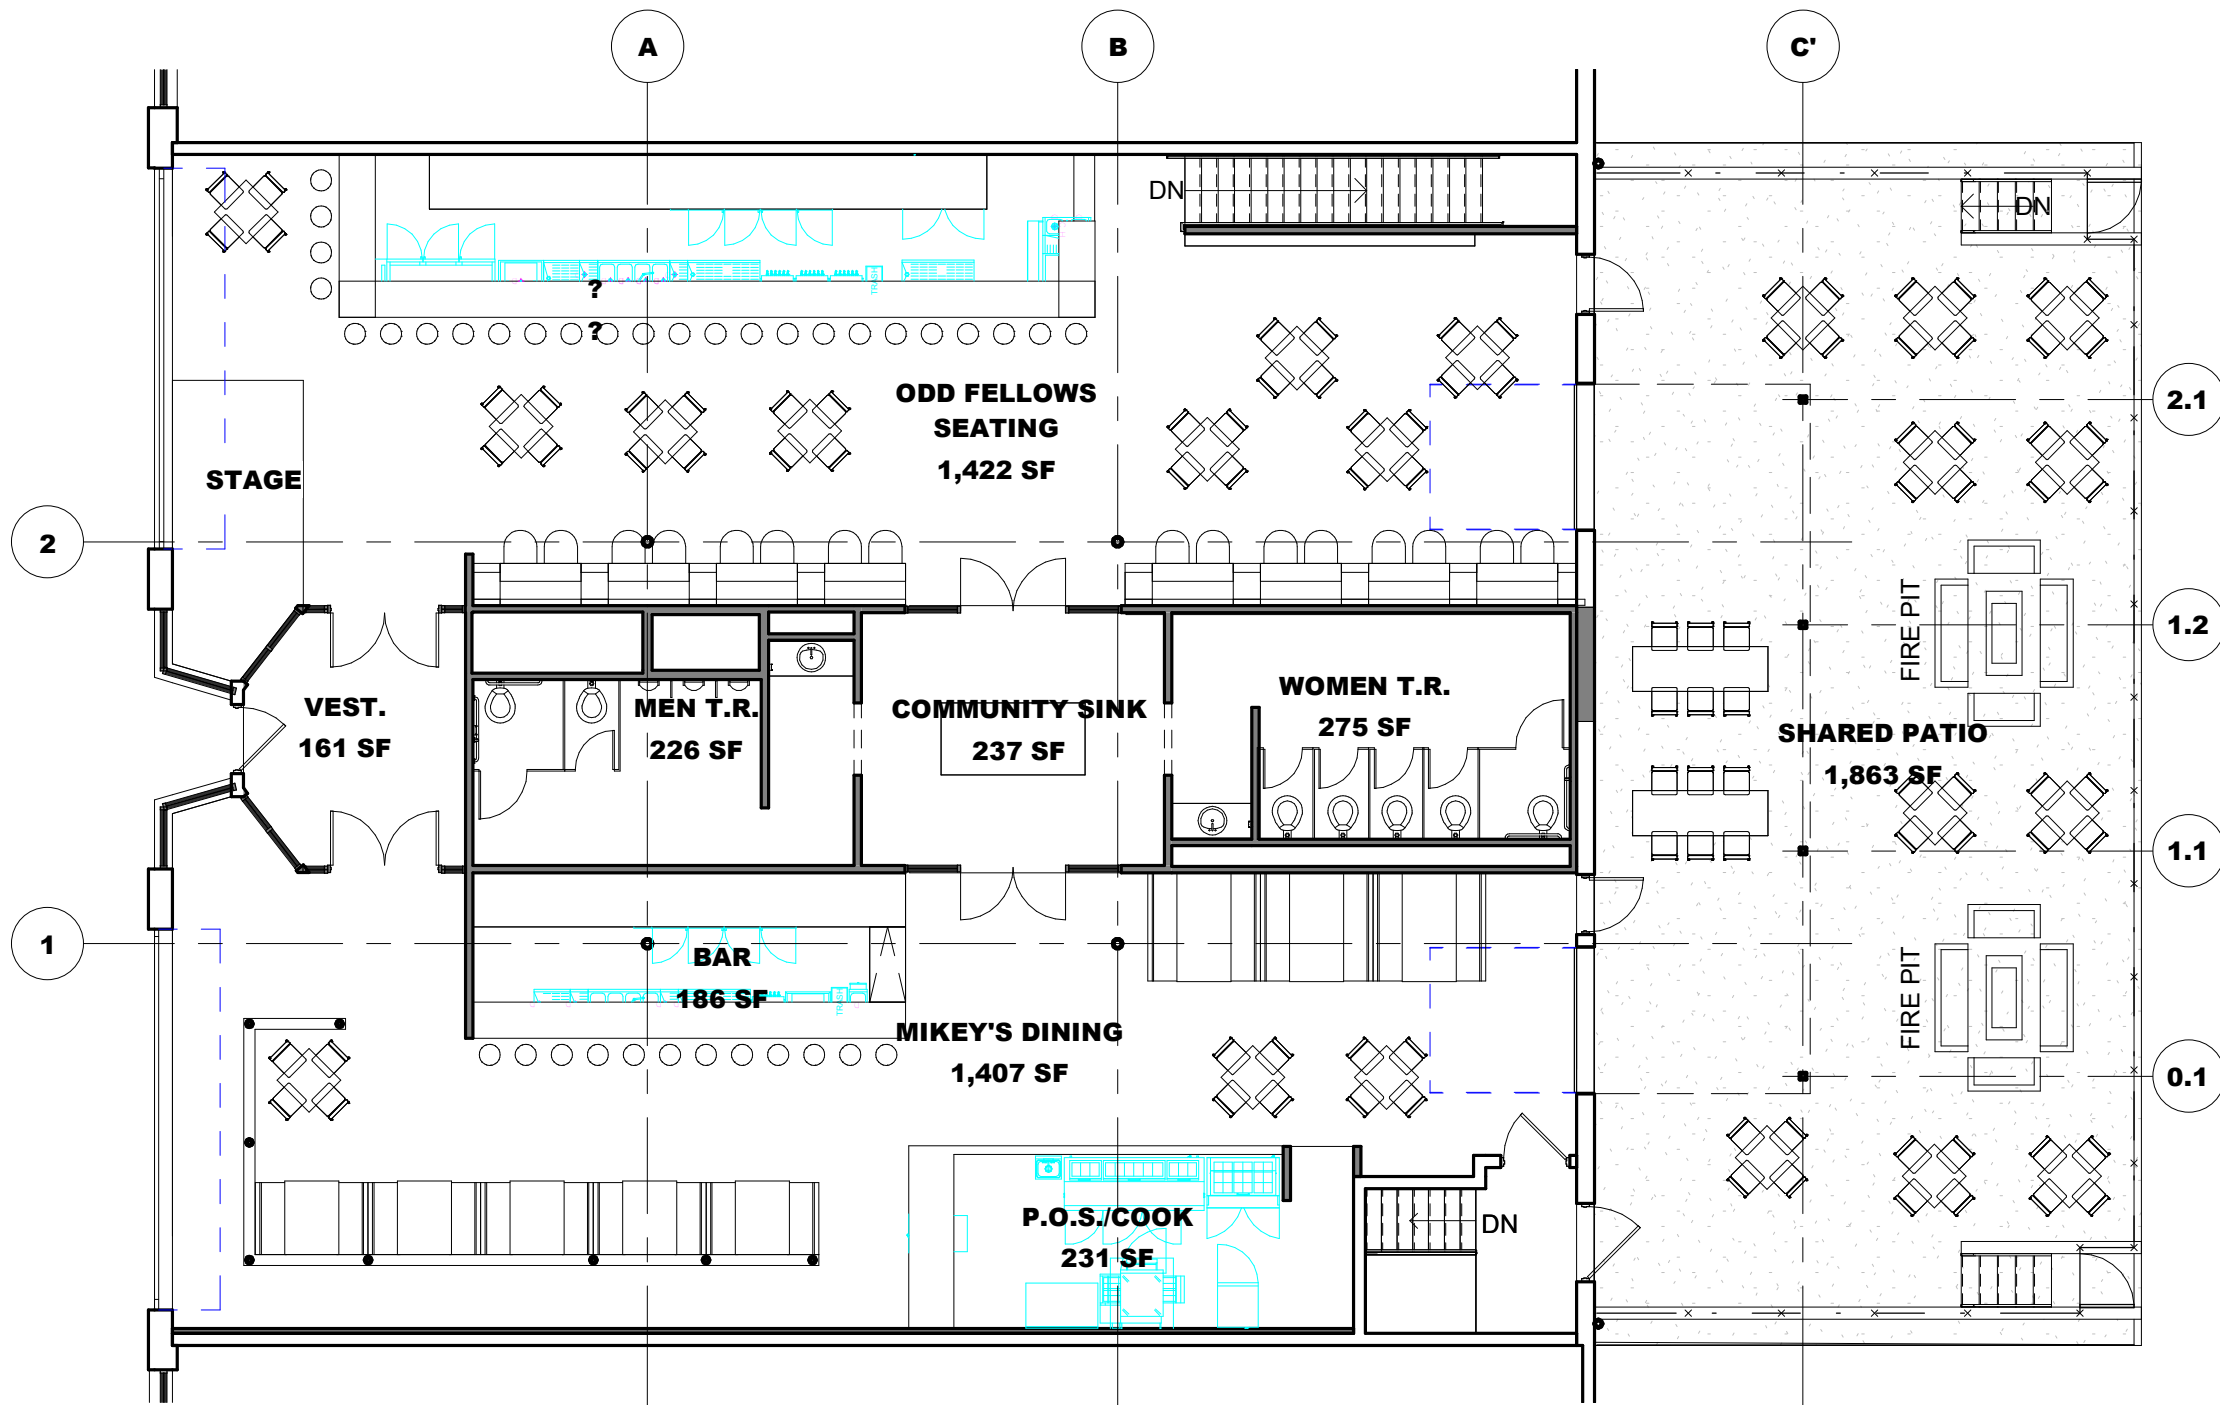 A
B
C'
DN
DN
TRASH
?
?
ODD FELLOWS
SEATING
1,422 SF
2.1
STAGE
2
FIRE PIT
1.2
VEST.
161 SF
MEN T.R.
226 SF
COMMUNITY SINK
237 SF
WOMEN T.R.
275 SF
SHARED PATIO
1,863 SF
1.1
1
BAR
186 SF
TRASH
FIRE PIT
MIKEY'S DINING
1,407 SF
0.1
P.O.S./COOK
231 SF
DN